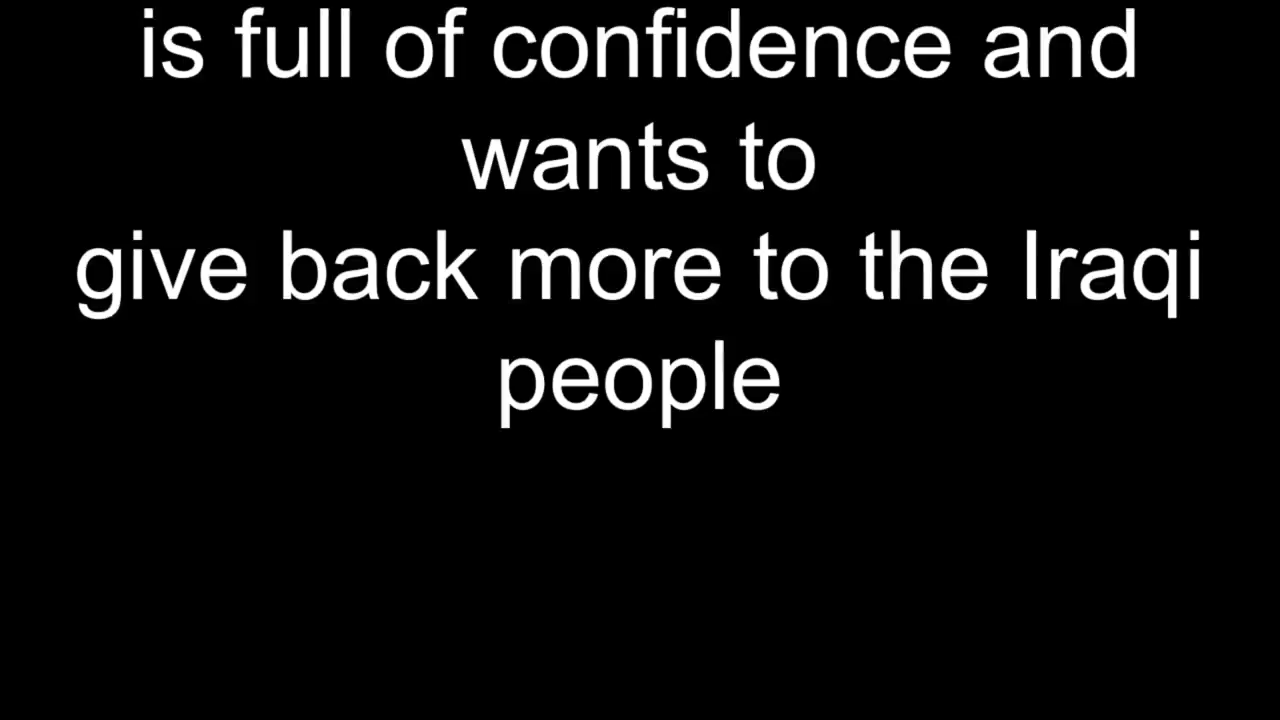 is full of confidence and
wants to
give back more to the Iraqi
people